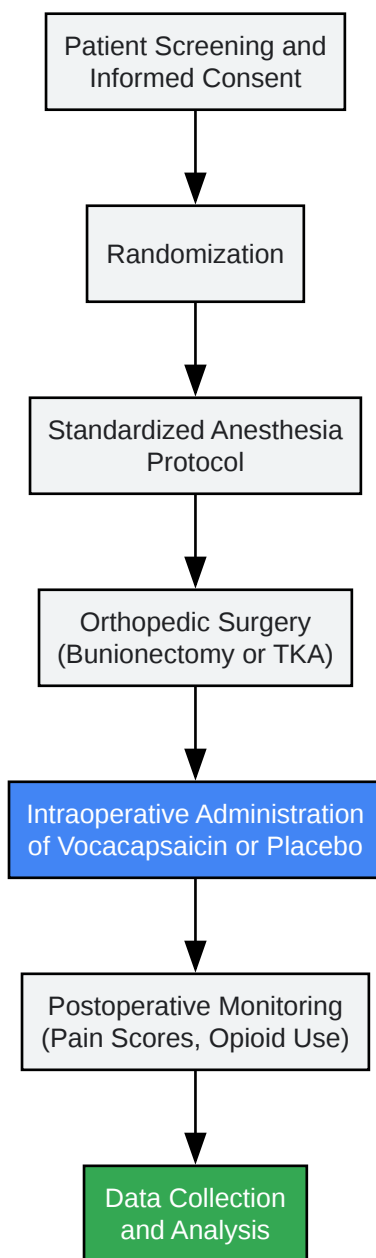 Patient Screening and
Informed Consent
Randomization
Standardized Anesthesia
Protocol
Orthopedic Surgery
(Bunionectomy or TKA)
Intraoperative Administration
of Vocacapsaicin or Placebo
Postoperative Monitoring
(Pain Scores, Opioid Use)
Data Collection
and Analysis